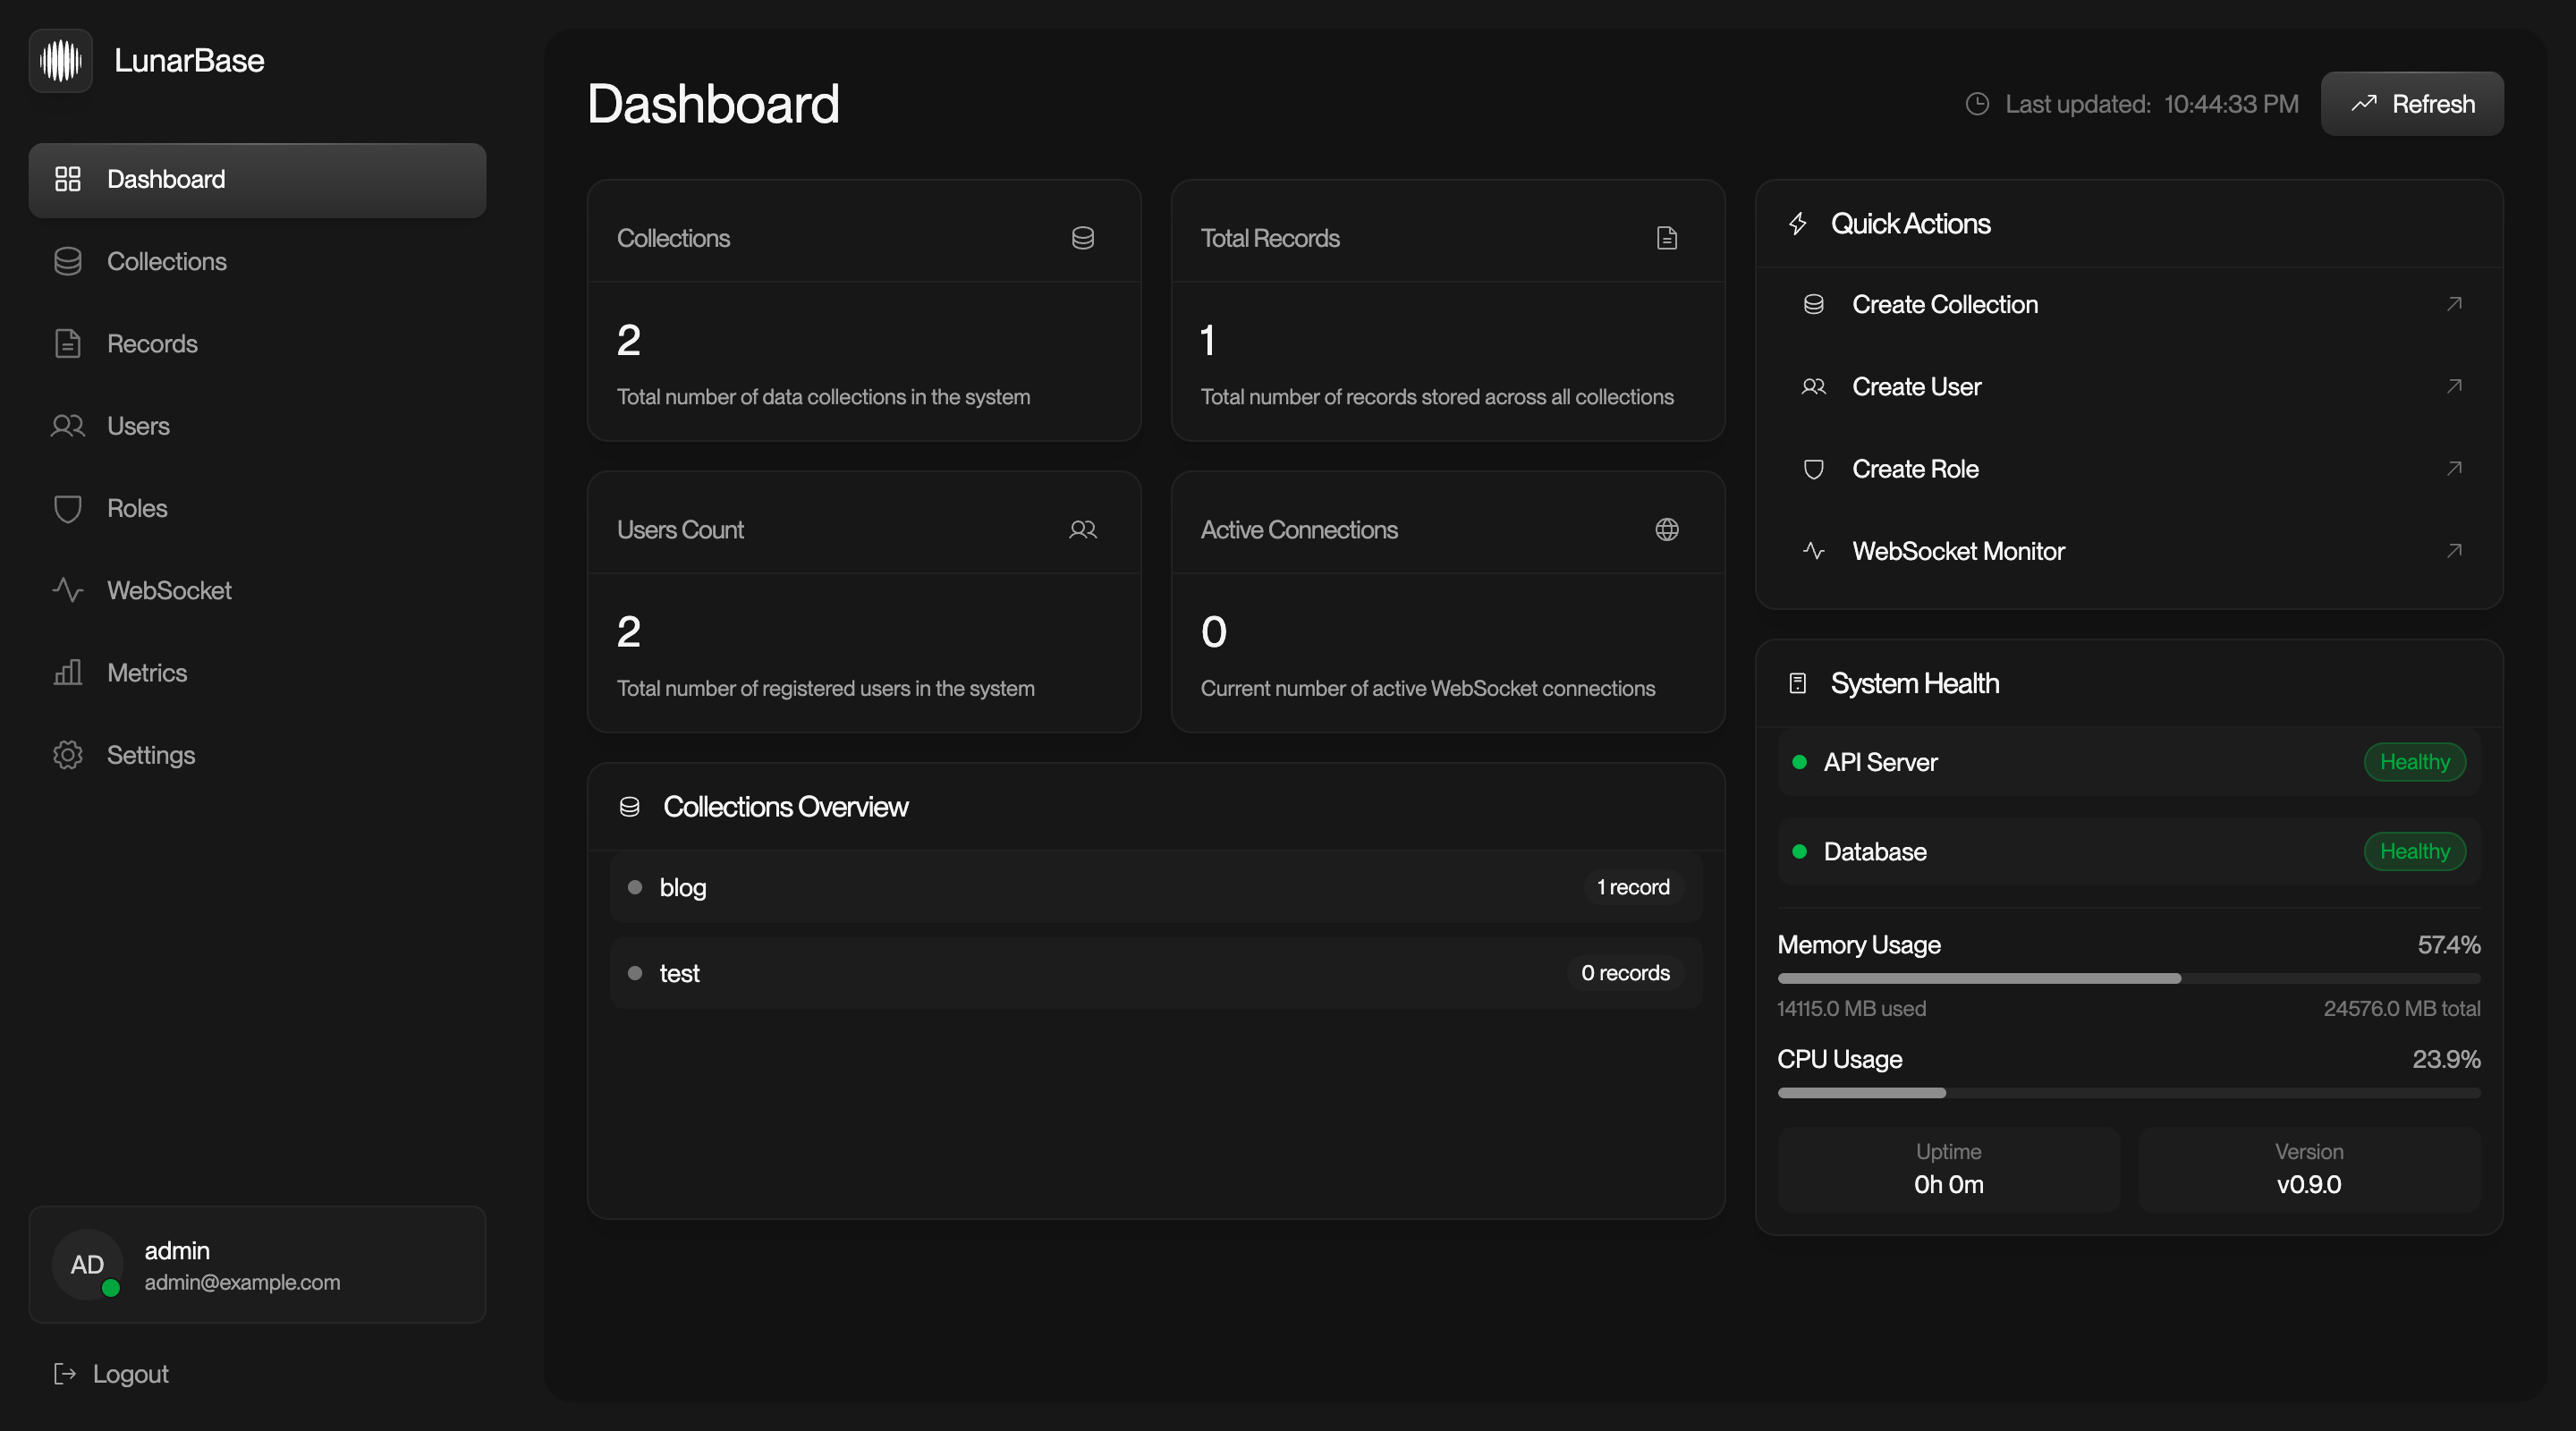 LunarBase
Dashboard
Collections
Records
Users
Roles
WebSocket
Metrics
Settings
AD
admin
admin@example.com
Logout
Dashboard
Last updated: 10:44:33 PM
Refresh
Collections
2
Total number of data collections in the system
Total Records
1
Total number of records stored across all collections
Users Count
2
Total number of registered users in the system
Active Connections
0
Current number of active WebSocket connections
Collections Overview
blog 1 record
test 0 records
Quick Actions
Create Collection
Create User
Create Role
WebSocket Monitor
System Health
API Server Healthy
Database Healthy
Memory Usage 57.4%
14115.0 MB used 24576.0 MB total
CPU Usage 23.9%
Uptime
0h 0m
Version
v0.9.0